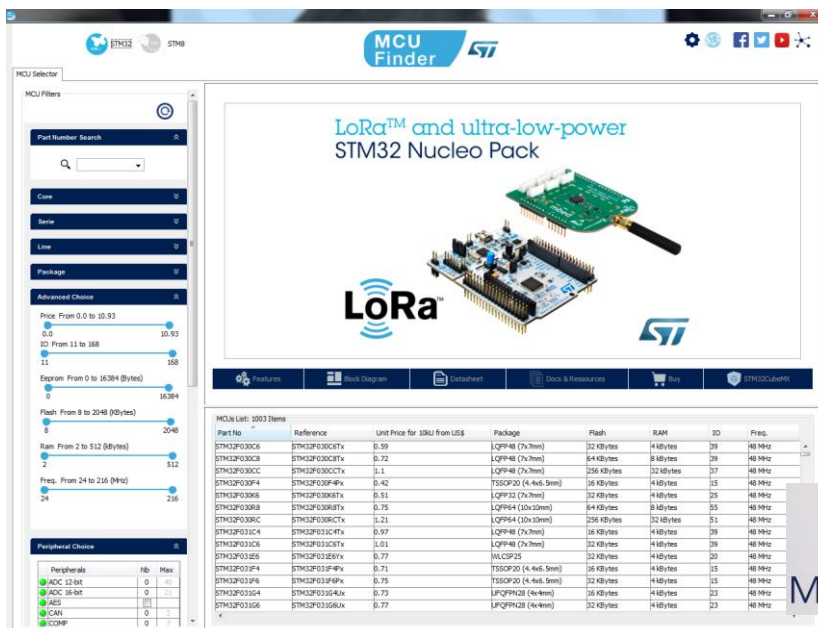 STM32
STM8
MCU
Finder
ST
MCU Selector
MCU Filters
Part Number Search
Core
Serie
Line
Package
Advanced Choice
Price From 0.0 to 10.93
0.0 10.93
IO From 11 to 168
11 168
Eeprom From 0 to 16384 (Bytes)
0 16384
Flash From 8 to 2048 (KBytes)
8 2048
Ram From 2 to 512 (kBytes)
2 512
Freq. From 24 to 216 (MHz)
24 216
Peripheral Choice
Peripherals Nb Max
ADC 12-bit 0 40
ADC 16-bit 0 21
AES
CAN 0 3
COMP 0 7
LoRa™ and ultra-low-power
STM32 Nucleo Pack
mbed
LoRa™
ST
Features Block Diagram Datasheet Docs & Ressources Buy STM32CubeMX
MCUs List: 1003 Items
Part No Reference Unit Price for 10kU from US$ Package Flash RAM IO Freq.
STM32F030C6 STM32F030C6Tx 0.59 LQFP48 (7x7mm) 32 KBytes 4 kBytes 39 48 MHz
STM32F030C8 STM32F030C8Tx 0.72 LQFP48 (7x7mm) 64 KBytes 8 kBytes 39 48 MHz
STM32F030CC STM32F030CCTx 1.1 LQFP48 (7x7mm) 256 KBytes 32 kBytes 37 48 MHz
STM32F030F4 STM32F030F4Px 0.42 TSSOP20 (4.4x6.5mm) 16 KBytes 4 kBytes 15 48 MHz
STM32F030K6 STM32F030K6Tx 0.51 LQFP32 (7x7mm) 32 KBytes 4 kBytes 25 48 MHz
STM32F030R8 STM32F030R8Tx 0.75 LQFP64 (10x10mm) 64 KBytes 8 kBytes 55 48 MHz
STM32F030RC STM32F030RCTx 1.21 LQFP64 (10x10mm) 256 KBytes 32 kBytes 51 48 MHz
STM32F031C4 STM32F031C4Tx 0.97 LQFP48 (7x7mm) 16 KBytes 4 kBytes 39 48 MHz
STM32F031C6 STM32F031C6Tx 1.01 LQFP48 (7x7mm) 32 KBytes 4 kBytes 39 48 MHz
STM32F031E6 STM32F031E6Yx 0.77 WLCSP25 32 KBytes 4 kBytes 20 48 MHz
STM32F031F4 STM32F031F4Px 0.71 TSSOP20 (4.4x6.5mm) 16 KBytes 4 kBytes 15 48 MHz
STM32F031F6 STM32F031F6Px 0.75 TSSOP20 (4.4x6.5mm) 32 KBytes 4 kBytes 15 48 MHz
STM32F031G4 STM32F031G4Ux 0.73 UFQFPN28 (4x4mm) 16 KBytes 4 kBytes 23 48 MHz
STM32F031G6 STM32F031G6Ux 0.77 UFQFPN28 (4x4mm) 32 KBytes 4 kBytes 23 48 MHz
M